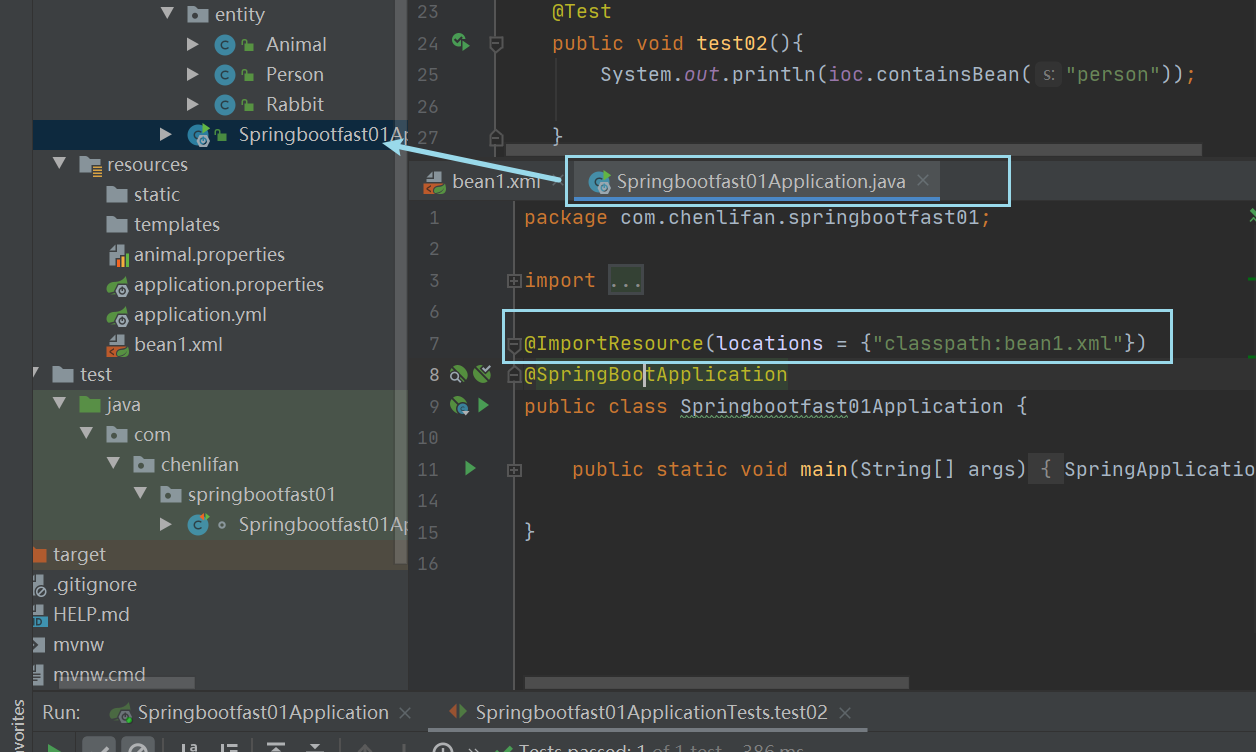 entity
Animal
Person
Rabbit
Springbootfast01Ap
resources
static
templates
animal.properties
application.properties
application.yml
bean1.xml
test
java
com
chenlifan
springbootfast01
Springbootfast01Ap
target
.gitignore
HELP.md
mvnw
mvnw.cmd
23 @Test
24 public void test02(){
25 System.out.println(ioc.containsBean( s: "person"));
26
27 }
bean1.xml Springbootfast01Application.java
1 package com.chenlifan.springbootfast01;
2
3 import ...
6
7 @ImportResource(locations = {"classpath:bean1.xml"})
8 @SpringBootApplication
9 public class Springbootfast01Application {
10
11 public static void main(String[] args) { SpringApplicatio
14
15 }
16
vorites
Run: Springbootfast01Application Springbootfast01ApplicationTests.test02
Tests passed: 1 of 1 test – 386 ms